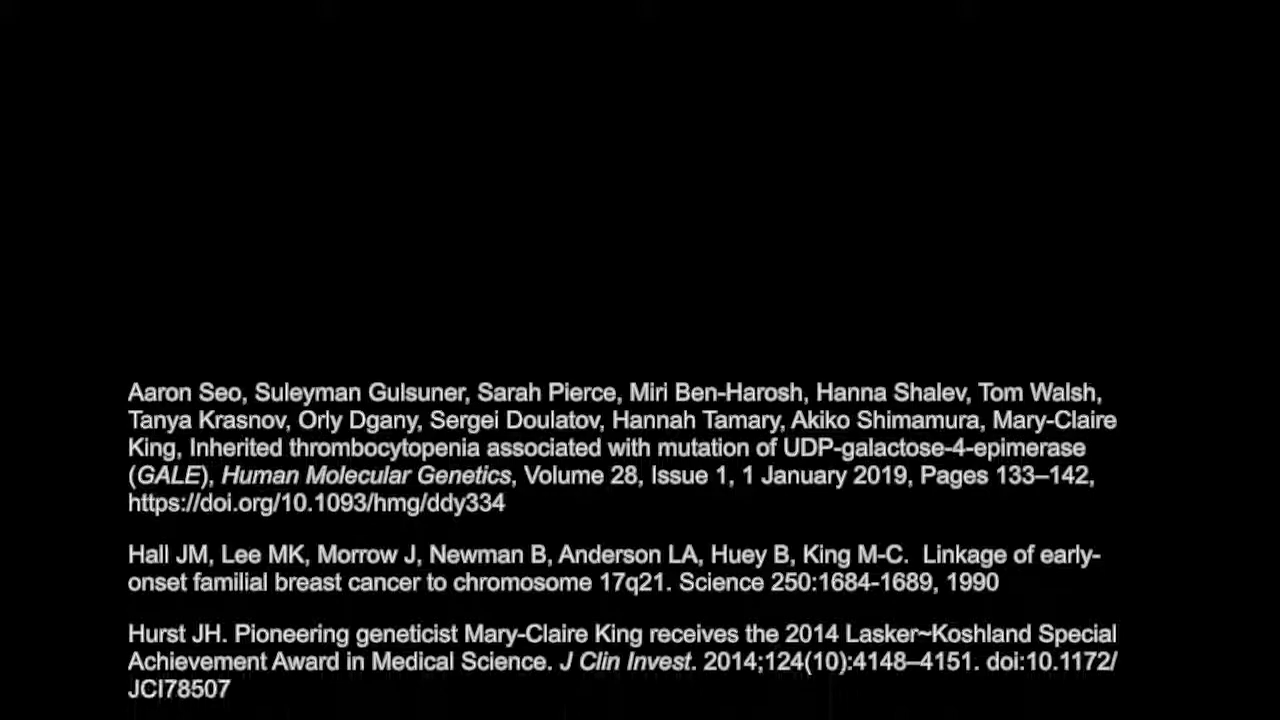 Aaron Seo, Suleyman Gulsuner, Sarah Pierce, Miri Ben-Harosh, Hanna Shalev, Tom Walsh,
Tanya Krasnov, Orly Dgany, Sergei Doulatov, Hannah Tamary, Akiko Shimamura, Mary-Claire
King, Inherited thrombocytopenia associated with mutation of UDP-galactose-4-epimerase
(GALE), Human Molecular Genetics, Volume 28, Issue 1, 1 January 2019, Pages 133–142,
https://doi.org/10.1093/hmg/ddy334
Hall JM, Lee MK, Morrow J, Newman B, Anderson LA, Huey B, King M-C.  Linkage of early-
onset familial breast cancer to chromosome 17q21. Science 250:1684-1689, 1990
Hurst JH. Pioneering geneticist Mary-Claire King receives the 2014 Lasker~Koshland Special
Achievement Award in Medical Science. J Clin Invest. 2014;124(10):4148–4151. doi:10.1172/
JCI78507